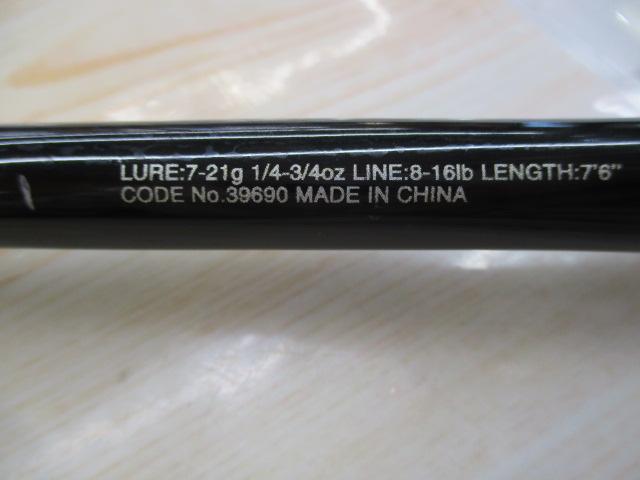 LURE:7-21g 1/4-3/4oz LINE:8-16lb LENGTH:7'6"
CODE No.39690 MADE IN CHINA